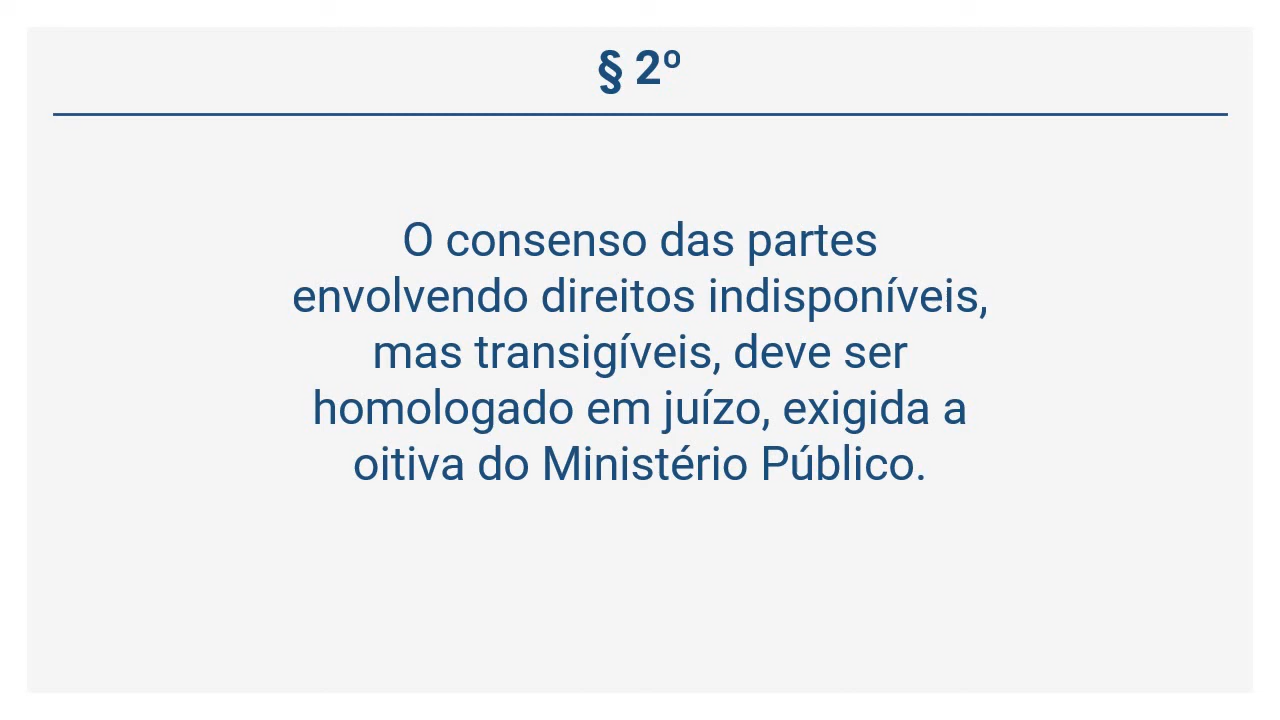 § 2º
O consenso das partes
envolvendo direitos indisponíveis,
mas transigíveis, deve ser
homologado em juízo, exigida a
oitiva do Ministério Público.